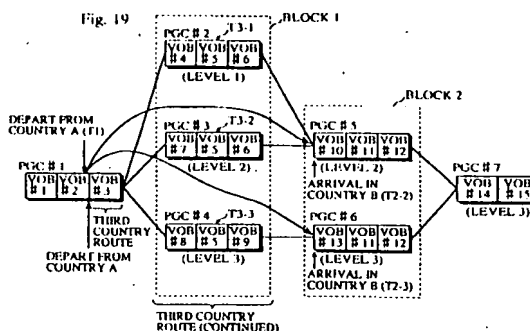 Fig. 19
BLOCK 1
PGC # 2
T3-1
VOB # 4 VOB # 5 VOB # 6
(LEVEL 1)
BLOCK 2
DEPART FROM
COUNTRY A (T1)
PGC # 3
T3-2
VOB # 7 VOB # 5 VOB # 6
(LEVEL 2)
PGC # 5
VOB # 10 VOB # 11 VOB # 12
(LEVEL 2)
ARRIVAL IN
COUNTRY B (T2-2)
PGC # 1
VOB # 1 VOB # 2 VOB # 3
THIRD
COUNTRY
ROUTE
DEPART FROM
COUNTRY A
PGC # 7
VOB # 14 VOB # 15
(LEVEL 3)
PGC # 4
T3-3
VOB # 8 VOB # 5 VOB # 9
(LEVEL 3)
PGC # 6
VOB # 13 VOB # 11 VOB # 12
(LEVEL 3)
ARRIVAL IN
COUNTRY B (T2-3)
THIRD COUNTRY
ROUTE (CONTINUED)